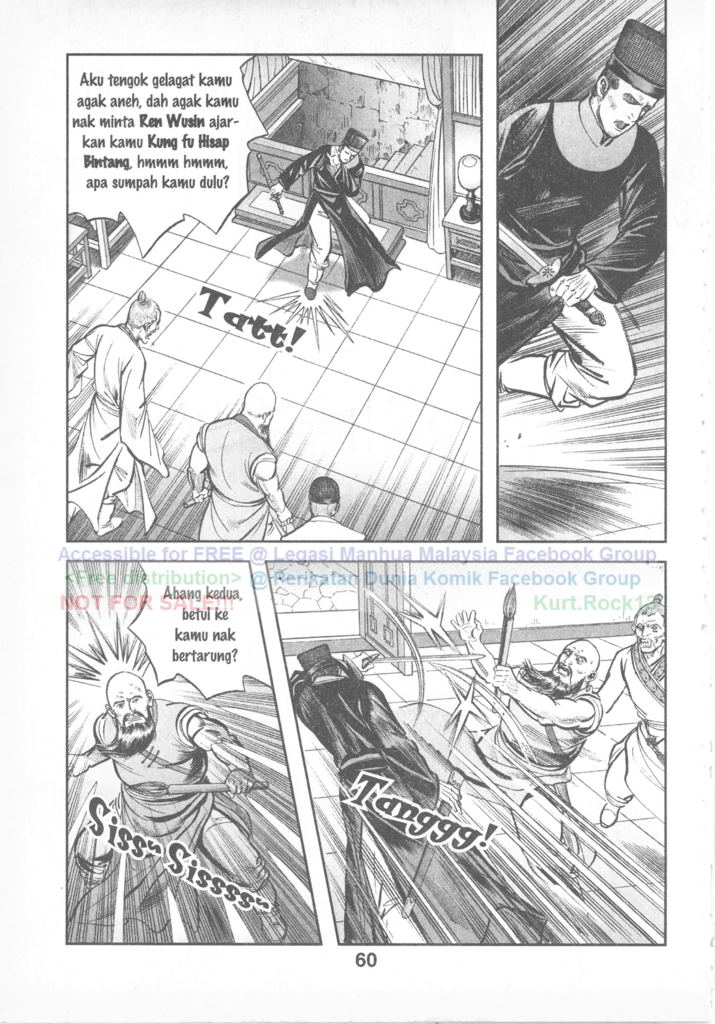 Aku tengok gelagat kamu
agak aneh, dah agak kamu
nak minta Ren Wusin ajar-
kan kamu Kung fu Hisap
Bintang, hmmm hmmm,
apa sumpah kamu dulu?
Tatt!
Accessible for FREE @ Legasi Manhua Malaysia Facebook Group
<Free distribution> @ Perikatan Dunia Komik Facebook Group
NOT FOR SALE!!! Kurt.Rock13
Abang kedua,
betul ke
kamu nak
bertarung?
Siss~ Sissss~
Tanggg!
60